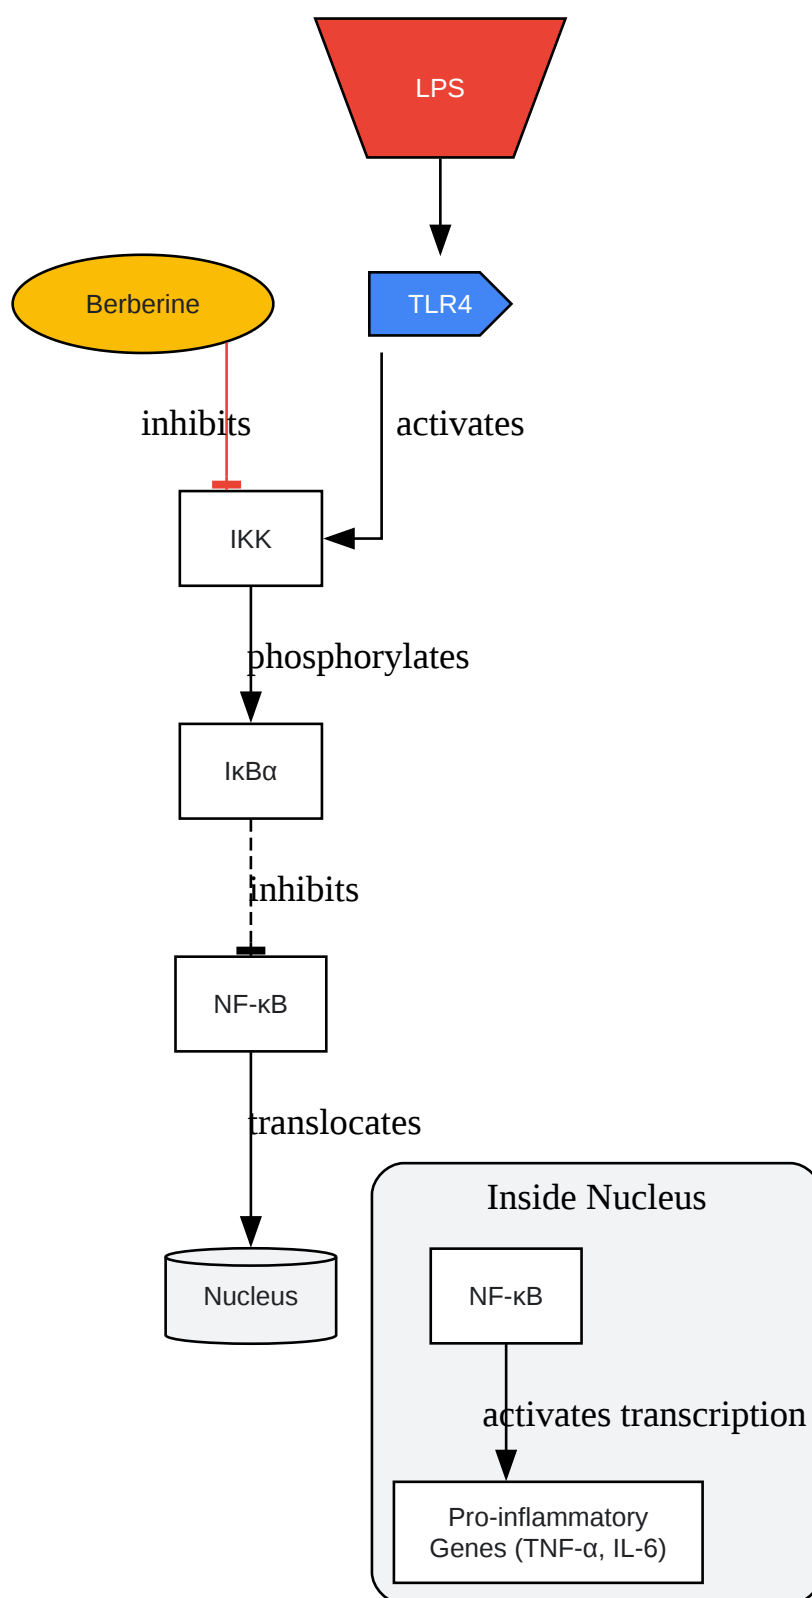 LPS
Berberine
TLR4
inhibits
activates
IKK
phosphorylates
IκBα
inhibits
NF-κB
translocates
Nucleus
Inside Nucleus
NF-κB
activates transcription
Pro-inflammatory
Genes (TNF-α, IL-6)